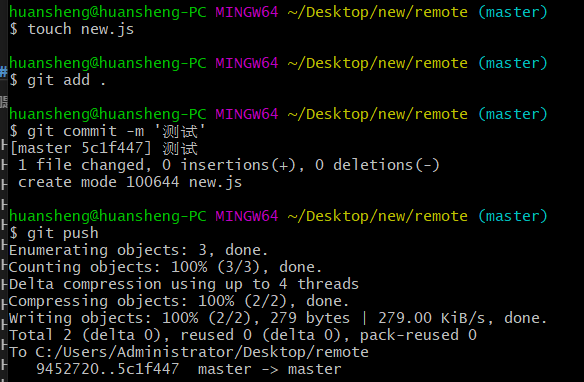 huansheng@huansheng-PC MINGW64 ~/Desktop/new/remote (master)
$ touch new.js
huansheng@huansheng-PC MINGW64 ~/Desktop/new/remote (master)
$ git add .
huansheng@huansheng-PC MINGW64 ~/Desktop/new/remote (master)
$ git commit -m '测试'
[master 5c1f447] 测试
 1 file changed, 0 insertions(+), 0 deletions(-)
 create mode 100644 new.js
huansheng@huansheng-PC MINGW64 ~/Desktop/new/remote (master)
$ git push
Enumerating objects: 3, done.
Counting objects: 100% (3/3), done.
Delta compression using up to 4 threads
Compressing objects: 100% (2/2), done.
Writing objects: 100% (2/2), 279 bytes | 279.00 KiB/s, done.
Total 2 (delta 0), reused 0 (delta 0), pack-reused 0
To C:/Users/Administrator/Desktop/remote
   9452720..5c1f447  master -> master